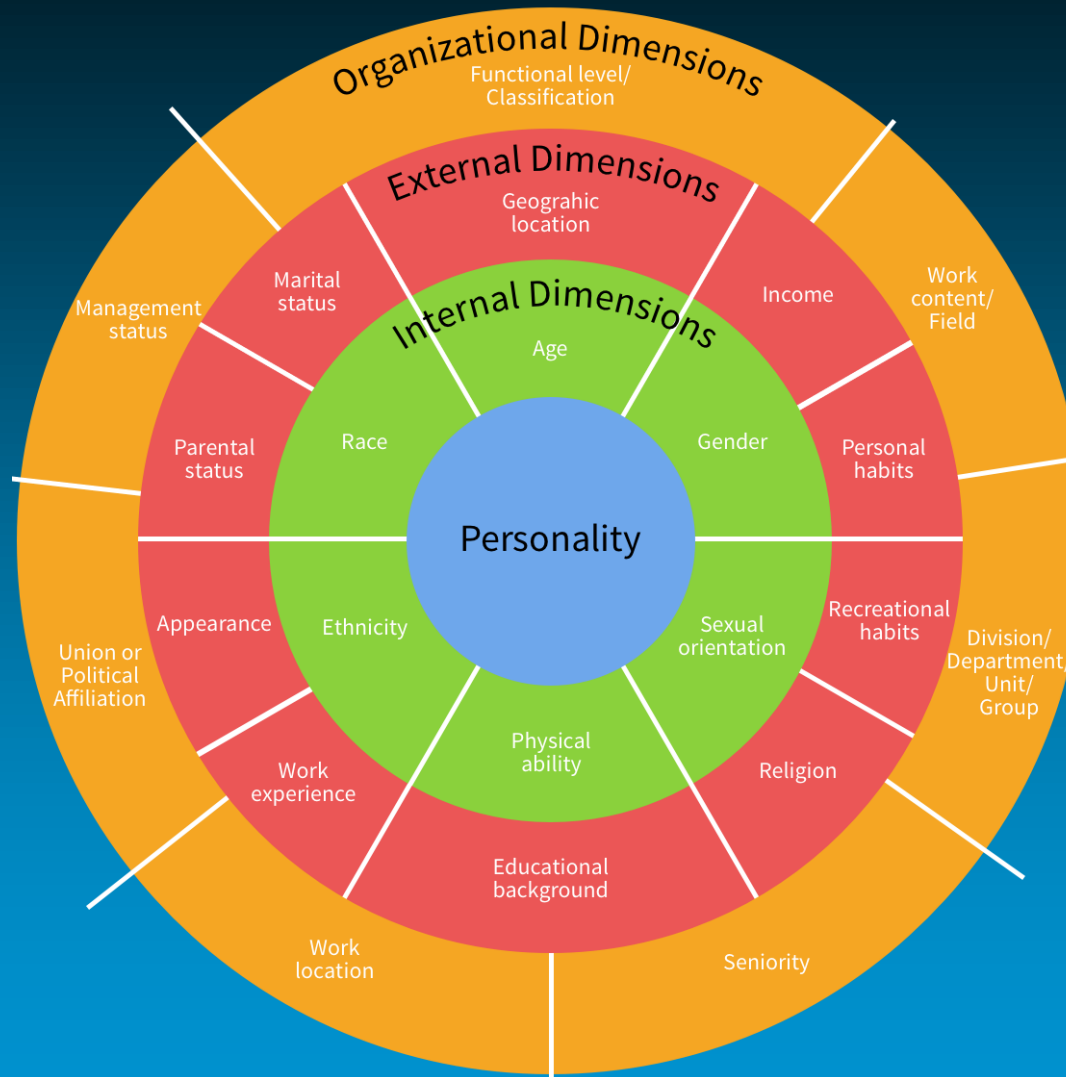 Organizational Dimensions
Functional level/
Classification
External Dimensions
Geograhic
location
Internal Dimensions
Age
Personality
Marital
status
Income
Management
status
Work
content/
Field
Parental
status
Race
Gender
Personal
habits
Appearance
Ethnicity
Sexual
orientation
Recreational
habits
Union or
Political
Affiliation
Division/
Department/
Unit/
Group
Work
experience
Physical
ability
Religion
Educational
background
Work
location
Seniority